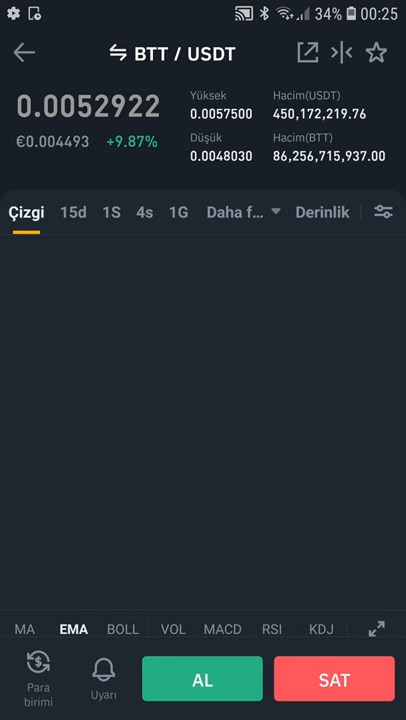 34% 00:25
BTT / USDT
0.0052922
€0.004493 +9.87%
Yüksek
0.0057500
Düşük
0.0048030
Hacim(USDT)
450,172,219.76
Hacim(BTT)
86,256,715,937.00
Çizgi 15d 1S 4s 1G Daha f... Derinlik
MA EMA BOLL VOL MACD RSI KDJ
Para
birimi
Uyarı
AL
SAT